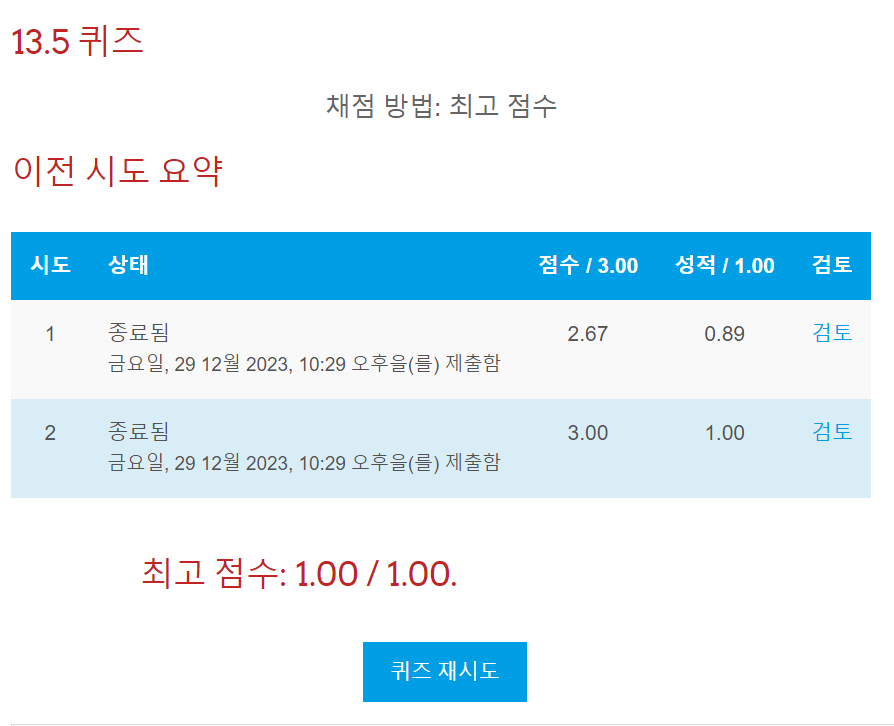 13.5 퀴즈
채점 방법: 최고 점수
이전 시도 요약
시도 상태 점수 / 3.00 성적 / 1.00 검토
1 종료됨 2.67 0.89 검토
금요일, 29 12월 2023, 10:29 오후을(를) 제출함
2 종료됨 3.00 1.00 검토
금요일, 29 12월 2023, 10:29 오후을(를) 제출함
최고 점수: 1.00 / 1.00.
퀴즈 재시도